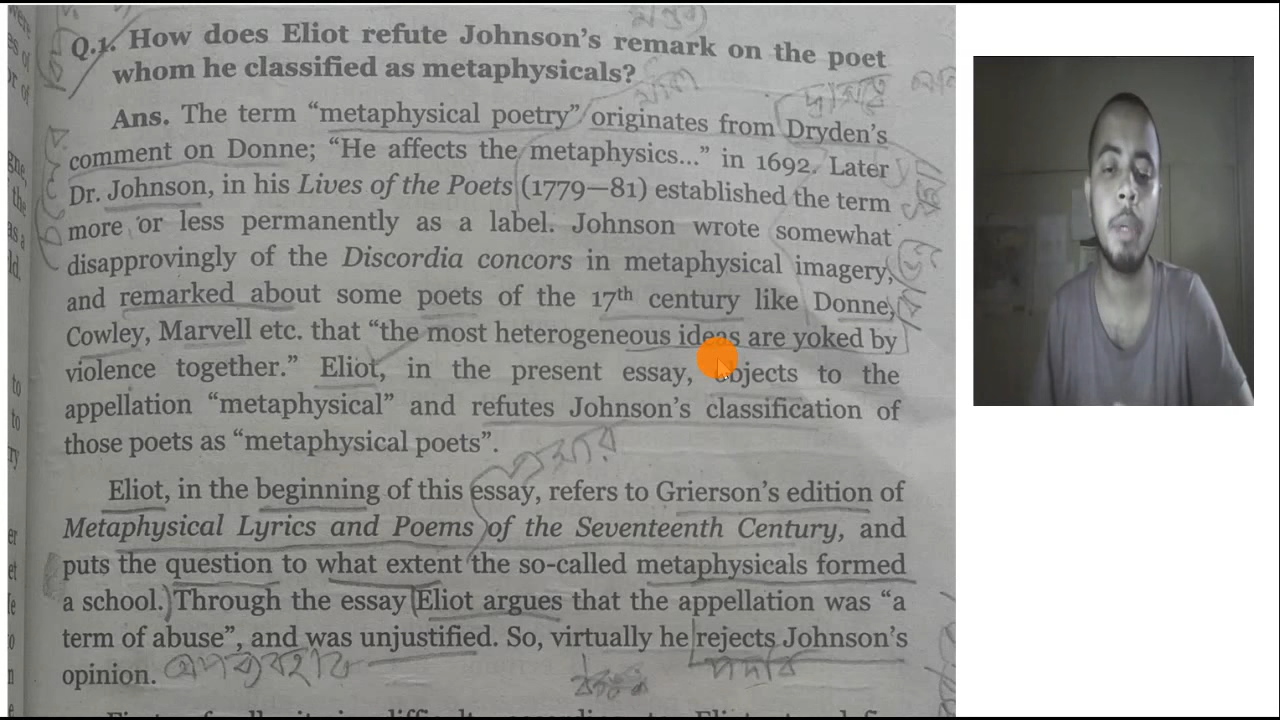 Q.1. How does Eliot refute Johnson's remark on the poet
whom he classified as metaphysicals?
Ans. The term "metaphysical poetry" originates from Dryden's
comment on Donne; "He affects the metaphysics..." in 1692. Later
Dr. Johnson, in his Lives of the Poets (1779—81) established the term
more or less permanently as a label. Johnson wrote somewhat
disapprovingly of the Discordia concors in metaphysical imagery,
and remarked about some poets of the 17th century like Donne,
Cowley, Marvell etc. that "the most heterogeneous ideas are yoked by
violence together." Eliot, in the present essay, objects to the
appellation "metaphysical" and refutes Johnson's classification of
those poets as "metaphysical poets".
Eliot, in the beginning of this essay, refers to Grierson's edition of
Metaphysical Lyrics and Poems of the Seventeenth Century, and
puts the question to what extent the so-called metaphysicals formed
a school. Through the essay Eliot argues that the appellation was "a
term of abuse", and was unjustified. So, virtually he rejects Johnson's
opinion. অপব্যবহার